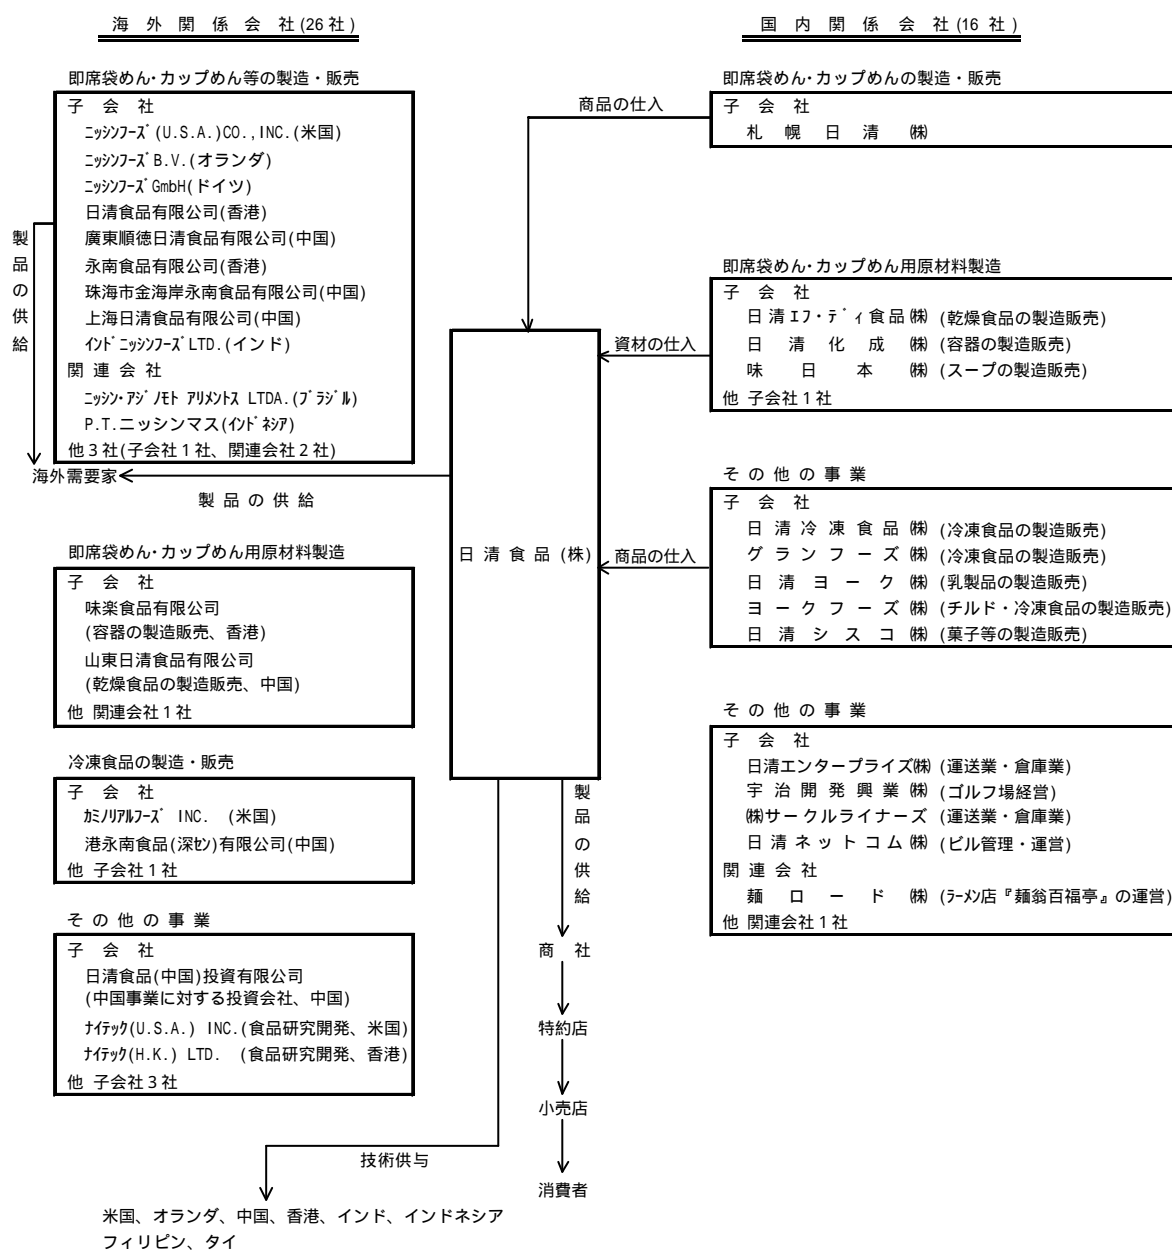 海外関係会社(26社)
即席袋めん・カップめん等の製造・販売
子会社
ニッシンフーズ(U.S.A.)CO.,INC.(米国)
ニッシンフーズB.V.(オランダ)
ニッシンフーズGmbH(ドイツ)
日清食品有限公司(香港)
廣東順徳日清食品有限公司(中国)
永南食品有限公司(香港)
珠海市金海岸永南食品有限公司(中国)
上海日清食品有限公司(中国)
インドニッシンフーズLTD.(インド)
関連会社
ニッシン・アジノモト アリメントス LTDA.(ブラジル)
P.T.ニッシンマス(インドネシア)
他3社(子会社1社、関連会社2社)
製品の供給
海外需要家
製品の供給
即席袋めん・カップめん用原材料製造
子会社
味楽食品有限公司
(容器の製造販売、香港)
山東日清食品有限公司
(乾燥食品の製造販売、中国)
他 関連会社1社
冷凍食品の製造・販売
子会社
カミノリアルフーズ INC. (米国)
港永南食品(深セン)有限公司(中国)
他 子会社1社
その他の事業
子会社
日清食品(中国)投資有限公司
(中国事業に対する投資会社、中国)
ナイテック(U.S.A.) INC.(食品研究開発、米国)
ナイテック(H.K.) LTD. (食品研究開発、香港)
他 子会社3社
日清食品(株)
商品の仕入
資材の仕入
商品の仕入
製品の供給
商社
特約店
小売店
消費者
技術供与
米国、オランダ、中国、香港、インド、インドネシア
フィリピン、タイ
国内関係会社(16社)
即席袋めん・カップめんの製造・販売
子会社
札幌日清㈱
即席袋めん・カップめん用原材料製造
子会社
日清エフ・ディ食品㈱ (乾燥食品の製造販売)
日清化成㈱ (容器の製造販売)
味日本㈱ (スープの製造販売)
他 子会社1社
その他の事業
子会社
日清冷凍食品㈱ (冷凍食品の製造販売)
グランフーズ㈱ (冷凍食品の製造販売)
日清ヨーク㈱ (乳製品の製造販売)
ヨークフーズ㈱ (チルド・冷凍食品の製造販売)
日清シスコ㈱ (菓子等の製造販売)
その他の事業
子会社
日清エンタープライズ㈱ (運送業・倉庫業)
宇治開発興業㈱ (ゴルフ場経営)
㈱サークルライナーズ (運送業・倉庫業)
日清ネットコム㈱ (ビル管理・運営)
関連会社
麺ロード㈱ (ラーメン店『麺翁百福亭』の運営)
他 関連会社1社